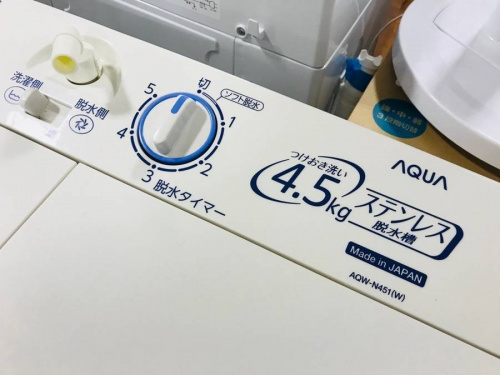 洗濯側
脱水側
切
ソフト脱水
1
2
3
4
5
脱水タイマー
つけおき洗い
4.5kg
ステンレス
脱水槽
AQUA
Made in JAPAN
AQW-N451(W)